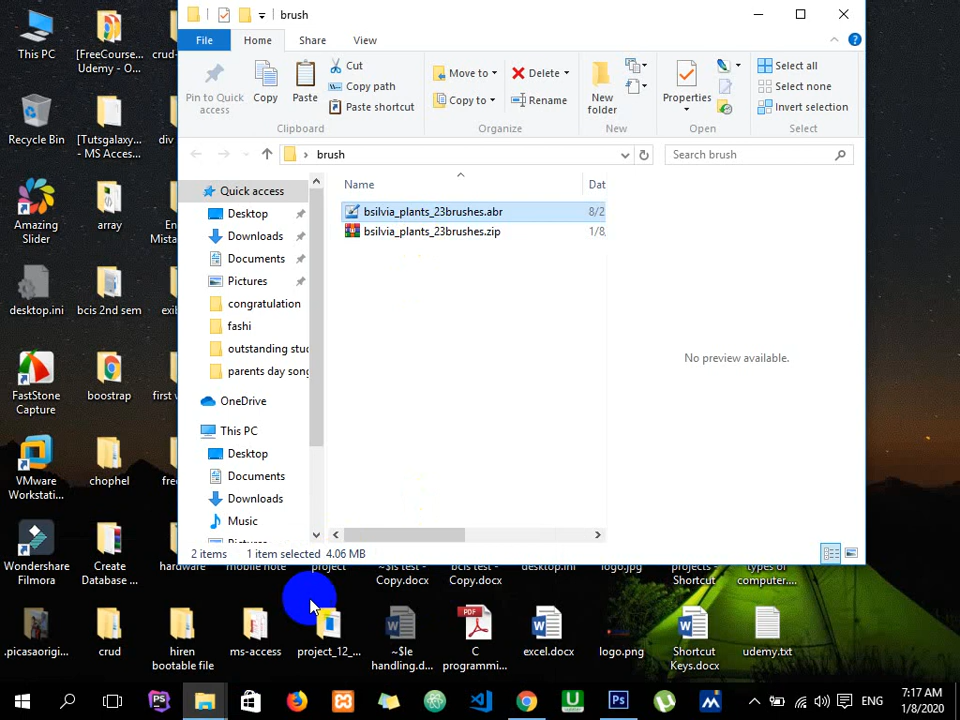 brush
File
Home
Share
View
Pin to Quick access
Copy
Paste
Cut
Copy path
Paste shortcut
Clipboard
Move to
Copy to
Delete
Rename
Organize
New folder
New
Properties
Open
Select all
Select none
Invert selection
Select
brush
Search brush
Name
Dat
bsilvia_plants_23brushes.abr
8/2
bsilvia_plants_23brushes.zip
1/8
No preview available.
Quick access
Desktop
Downloads
Documents
Pictures
congratulation
fashi
outstanding stu
parents day song
OneDrive
This PC
Desktop
Documents
Downloads
Music
Pictures
2 items
1 item selected 4.06 MB
This PC
[FreeCourse...
Udemy - O...
crud-
Recycle Bin
[Tutsgalaxy...
- MS Acces...
div
Amazing
Slider
array
En
Mista
desktop.ini
bcis 2nd sem
exi
FastStone
Capture
boostrap
first
VMware
Workstati...
chophel
fre
Wondershare
Filmora
Create
Database ...
hardware
mobile note
project
~$is test -
Copy.docx
bcis test -
Copy.docx
desktop.ini
logo.jpg
projects -
Shortcut
types of
computer....
.picasaorigi...
crud
hiren
bootable file
ms-access
project_12_...
~$le
handling.d...
C
programmi...
excel.docx
logo.png
Shortcut
Keys.docx
udemy.txt
ENG
7:17 AM
1/8/2020